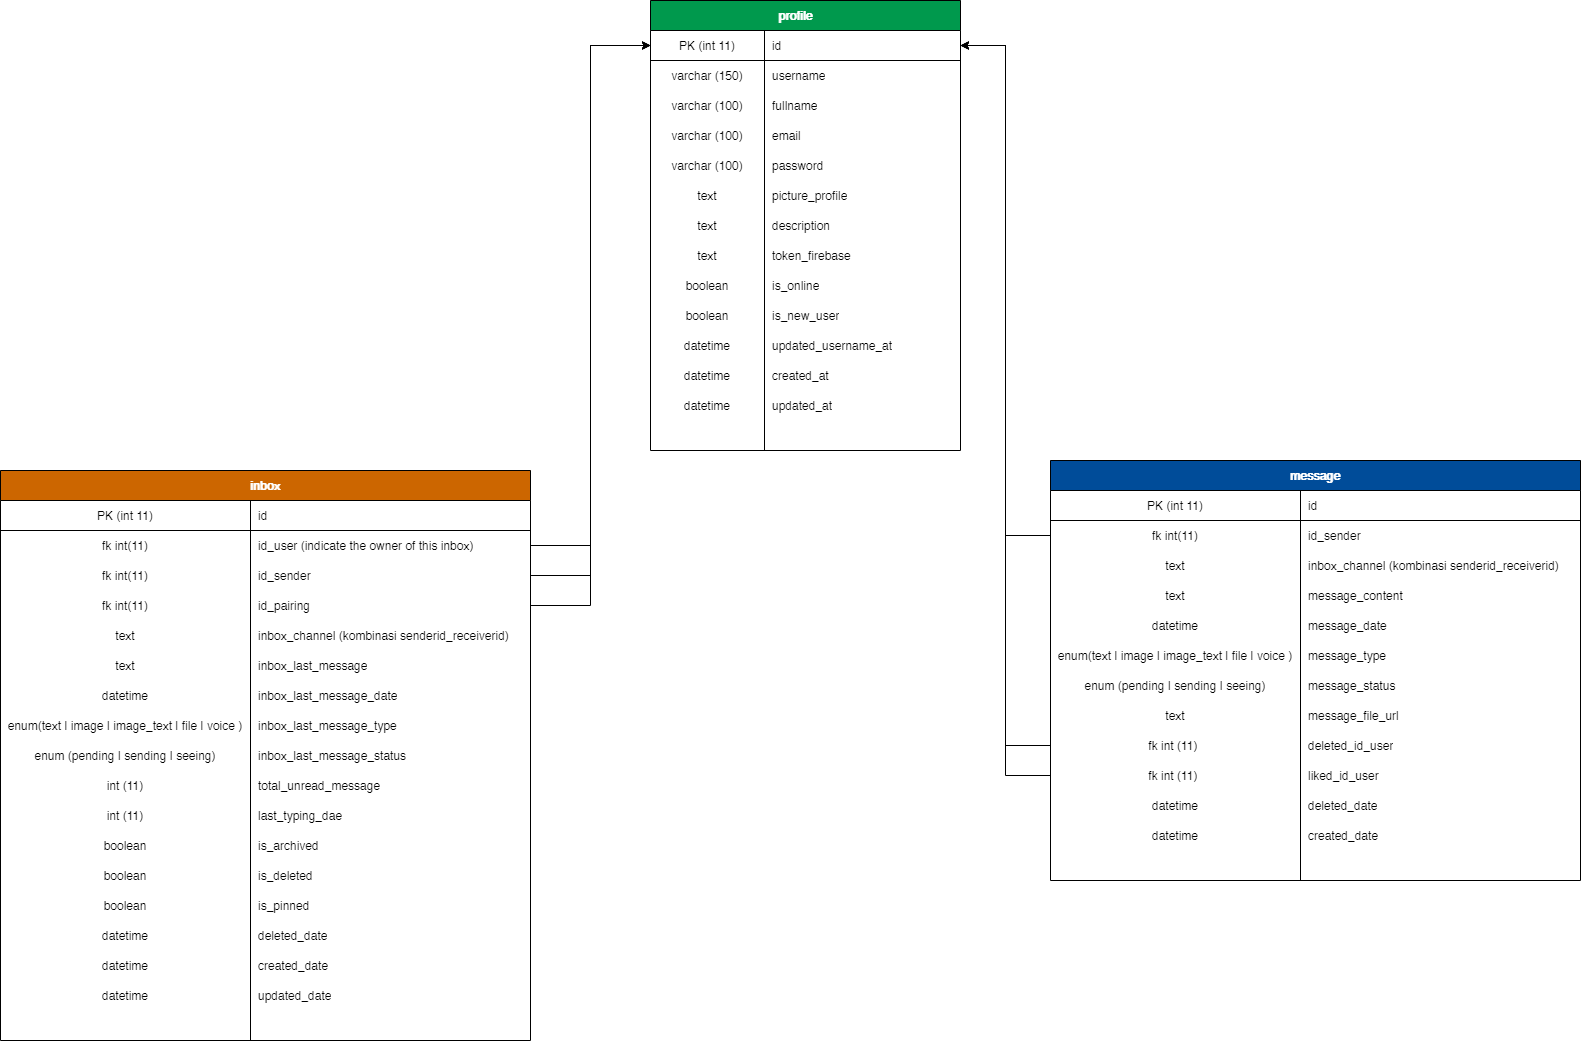 profile
PK (int 11) id
varchar (150) username
varchar (100) fullname
varchar (100) email
varchar (100) password
text picture_profile
text description
text token_firebase
boolean is_online
boolean is_new_user
datetime updated_username_at
datetime created_at
datetime updated_at
inbox
PK (int 11) id
fk int(11) id_user (indicate the owner of this inbox)
fk int(11) id_sender
fk int(11) id_pairing
text inbox_channel (kombinasi senderid_receiverid)
text inbox_last_message
datetime inbox_last_message_date
enum(text | image | image_text | file | voice ) inbox_last_message_type
enum (pending | sending | seeing) inbox_last_message_status
int (11) total_unread_message
int (11) last_typing_dae
boolean is_archived
boolean is_deleted
boolean is_pinned
datetime deleted_date
datetime created_date
datetime updated_date
message
PK (int 11) id
fk int(11) id_sender
text inbox_channel (kombinasi senderid_receiverid)
text message_content
datetime message_date
enum(text | image | image_text | file | voice ) message_type
enum (pending | sending | seeing) message_status
text message_file_url
fk int (11) deleted_id_user
fk int (11) liked_id_user
datetime deleted_date
datetime created_date